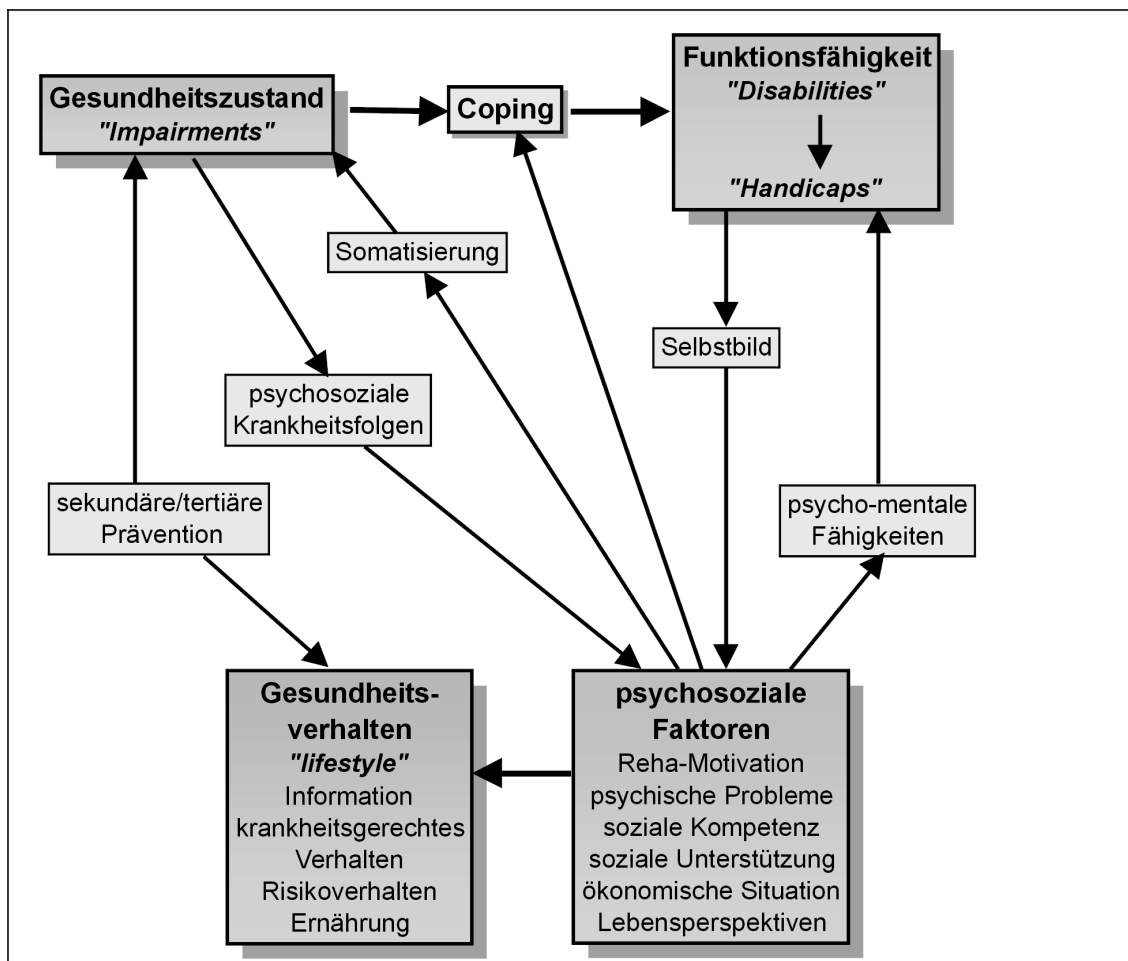 Gesundheitszustand
"Impairments"
Coping
Funktionsfähigkeit
"Disabilities"
"Handicaps"
Somatisierung
Selbstbild
psychosoziale
Krankheitsfolgen
sekundäre/tertiäre
Prävention
psycho-mentale
Fähigkeiten
Gesundheits-
verhalten
"lifestyle"
Information
krankheitsgerechtes
Verhalten
Risikoverhalten
Ernährung
psychosoziale
Faktoren
Reha-Motivation
psychische Probleme
soziale Kompetenz
soziale Unterstützung
ökonomische Situation
Lebensperspektiven